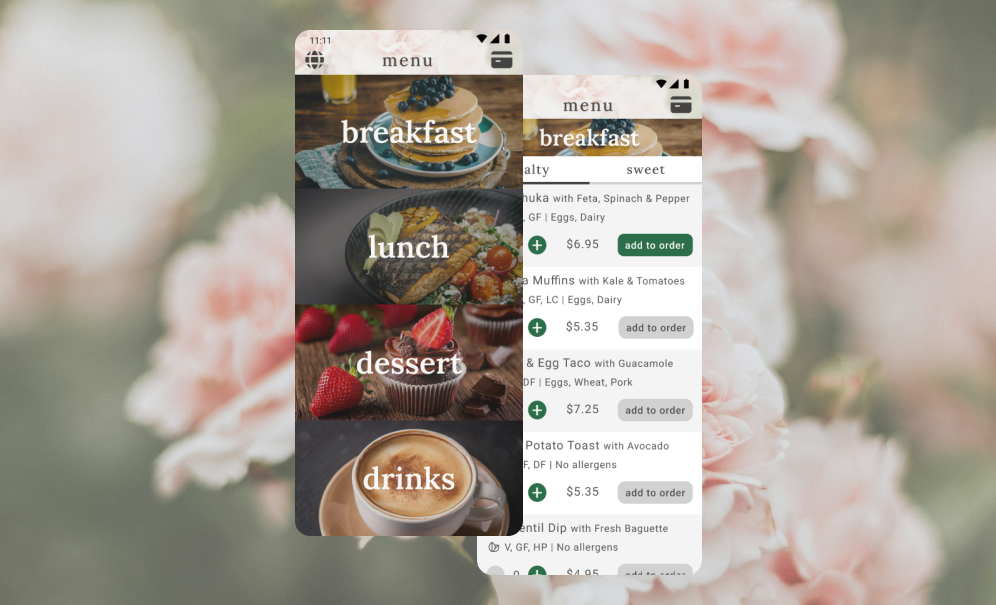 11:11
menu
breakfast
lunch
dessert
drinks
menu
breakfast
alty
sweet
huka with Feta, Spinach & Pepper
, GF | Eggs, Dairy
$6.95
add to order
a Muffins with Kale & Tomatoes
, GF, LC | Eggs, Dairy
$5.35
add to order
& Egg Taco with Guacamole
DF | Eggs, Wheat, Pork
$7.25
add to order
Potato Toast with Avocado
F, DF | No allergens
$5.35
add to order
entil Dip with Fresh Baguette
V, GF, HP | No allergens
0 $4.95 add to order